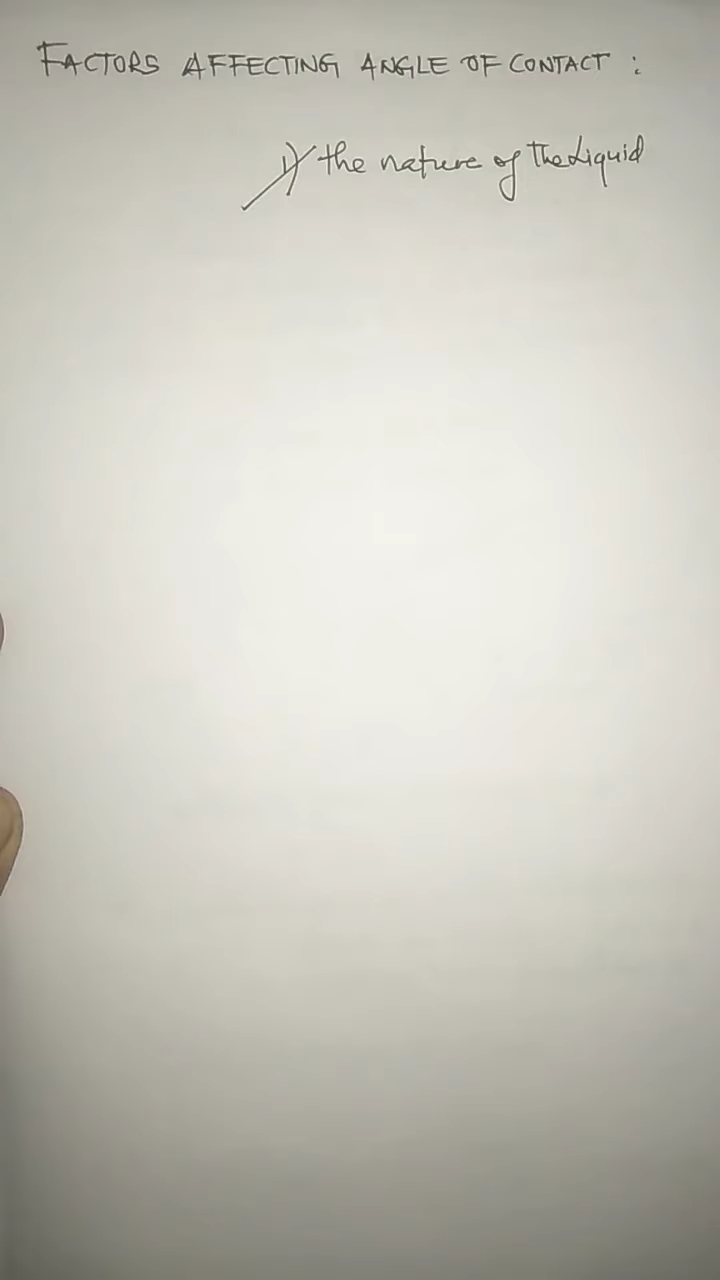 FACTORS AFFECTING ANGLE OF CONTACT :
1) the nature of The Liquid